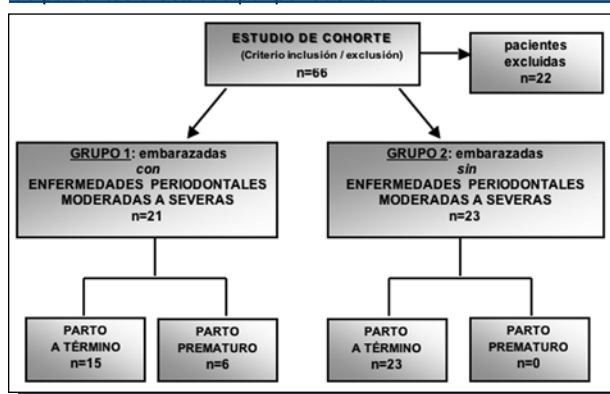 ESTUDIO DE COHORTE
(Criterio inclusión / exclusión)
n=66
pacientes
excluidas
n=22
GRUPO 1: embarazadas
con
ENFERMEDADES PERIODONTALES
MODERADAS A SEVERAS
n=21
GRUPO 2: embarazadas
sin
ENFERMEDADES PERIODONTALES
MODERADAS A SEVERAS
n=23
PARTO
A TÉRMINO
n=15
PARTO
PREMATURO
n=6
PARTO
A TÉRMINO
n=23
PARTO
PREMATURO
n=0